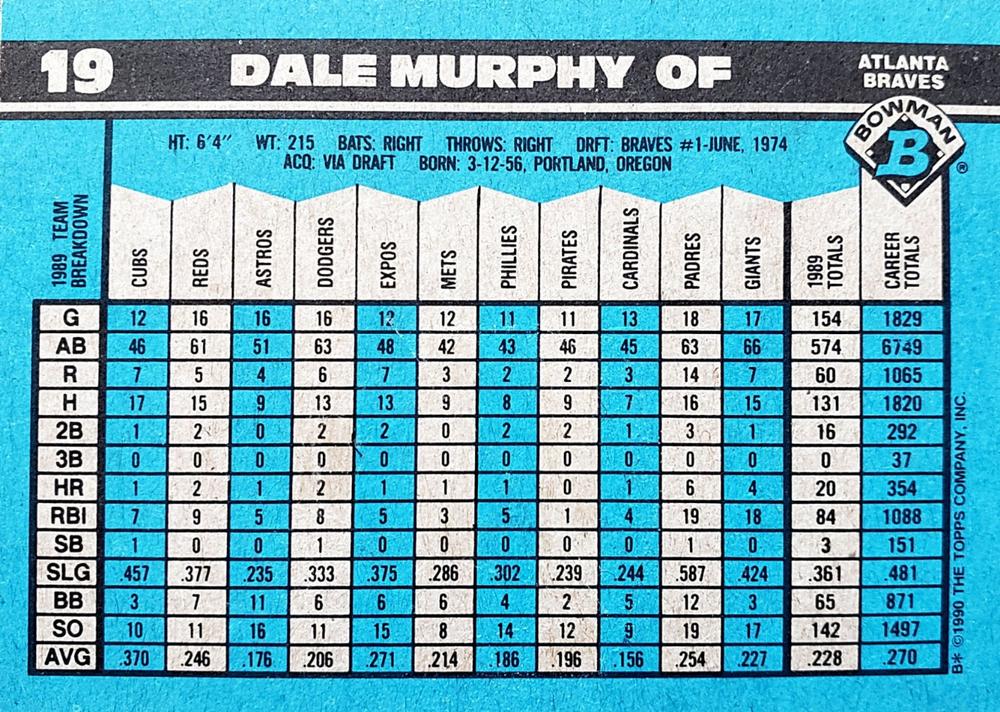 19 DALE MURPHY OF ATLANTA BRAVES
BOWMAN
B
®
HT: 6'4" WT: 215 BATS: RIGHT THROWS: RIGHT DRFT: BRAVES #1-JUNE, 1974
ACQ: VIA DRAFT BORN: 3-12-56, PORTLAND, OREGON
1989 TEAM BREAKDOWN CUBS REDS ASTROS DODGERS EXPOS METS PHILLIES PIRATES CARDINALS PADRES GIANTS 1989 TOTALS CAREER TOTALS
G 12 16 16 16 12 12 11 11 13 18 17 154 1829
AB 46 61 51 63 48 42 43 46 45 63 66 574 6749
R 7 5 4 6 7 3 2 2 3 14 7 60 1065
H 17 15 9 13 13 9 8 9 7 16 15 131 1820
2B 1 2 0 2 2 0 2 2 1 3 1 16 292
3B 0 0 0 0 0 0 0 0 0 0 0 0 37
HR 1 2 1 2 1 1 1 0 1 6 4 20 354
RBI 7 9 5 8 5 3 5 1 4 19 18 84 1088
SB 1 0 0 1 0 0 0 0 0 1 0 3 151
SLG .457 .377 .235 .333 .375 .286 .302 .239 .244 .587 .424 .361 .481
BB 3 7 11 6 6 6 4 2 5 12 3 65 871
SO 10 11 16 11 15 8 14 12 9 19 17 142 1497
AVG .370 .246 .176 .206 .271 .214 .186 .196 .156 .254 .227 .228 .270
B* ©1990 THE TOPPS COMPANY, INC.